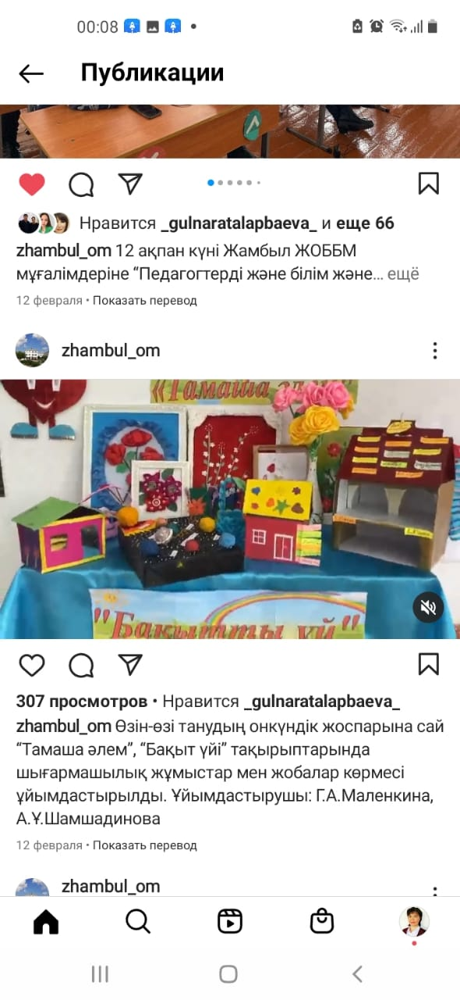 00:08
Публикации
Нравится _gulnaratalapbaeva_ и еще 66
zhambul_om 12 ақпан күні Жамбыл ЖОББМ
мұғалімдеріне “Педагогтерді және білім және... ещё
12 февраля • Показать перевод
zhambul_om
«Тамаша
"Бақытты үй"
307 просмотров • Нравится _gulnaratalapbaeva_
zhambul_om Өзін-өзі танудың онкүндік жоспарына сай
“Тамаша әлем”, “Бақыт үйі” тақырыптарында
шығармашылық жұмыстар мен жобалар көрмесі
ұйымдастырылды. Ұйымдастырушы: Г.А.Маленкина,
А.Ұ.Шамшадинова
12 февраля • Показать перевод
zhambul_om